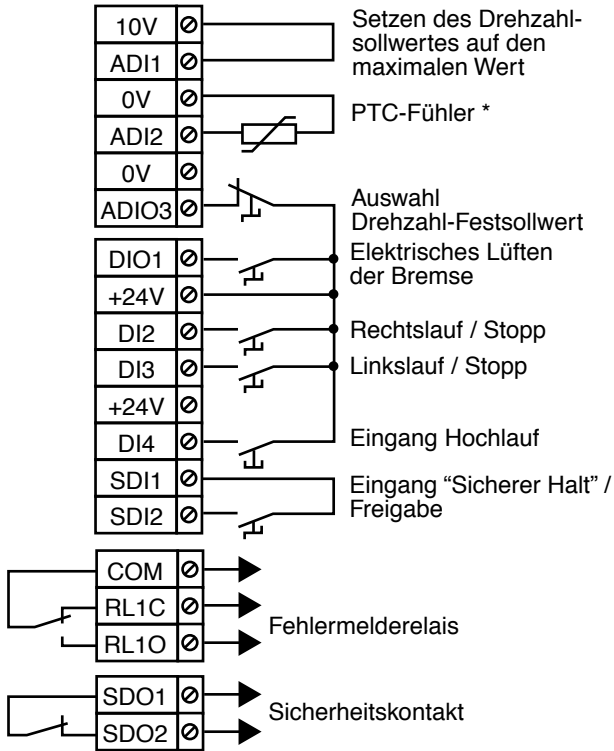 10V
ADI1
Setzen des Drehzahl-
sollwertes auf den
maximalen Wert
0V
ADI2
PTC-Fühler *
0V
ADIO3
Auswahl
Drehzahl-Festsollwert
DIO1
Elektrisches Lüften
der Bremse
+24V
DI2
Rechtslauf / Stopp
DI3
Linkslauf / Stopp
+24V
DI4
Eingang Hochlauf
SDI1
SDI2
Eingang “Sicherer Halt” /
Freigabe
COM
RL1C
RL1O
Fehlermelderelais
SDO1
SDO2
Sicherheitskontakt